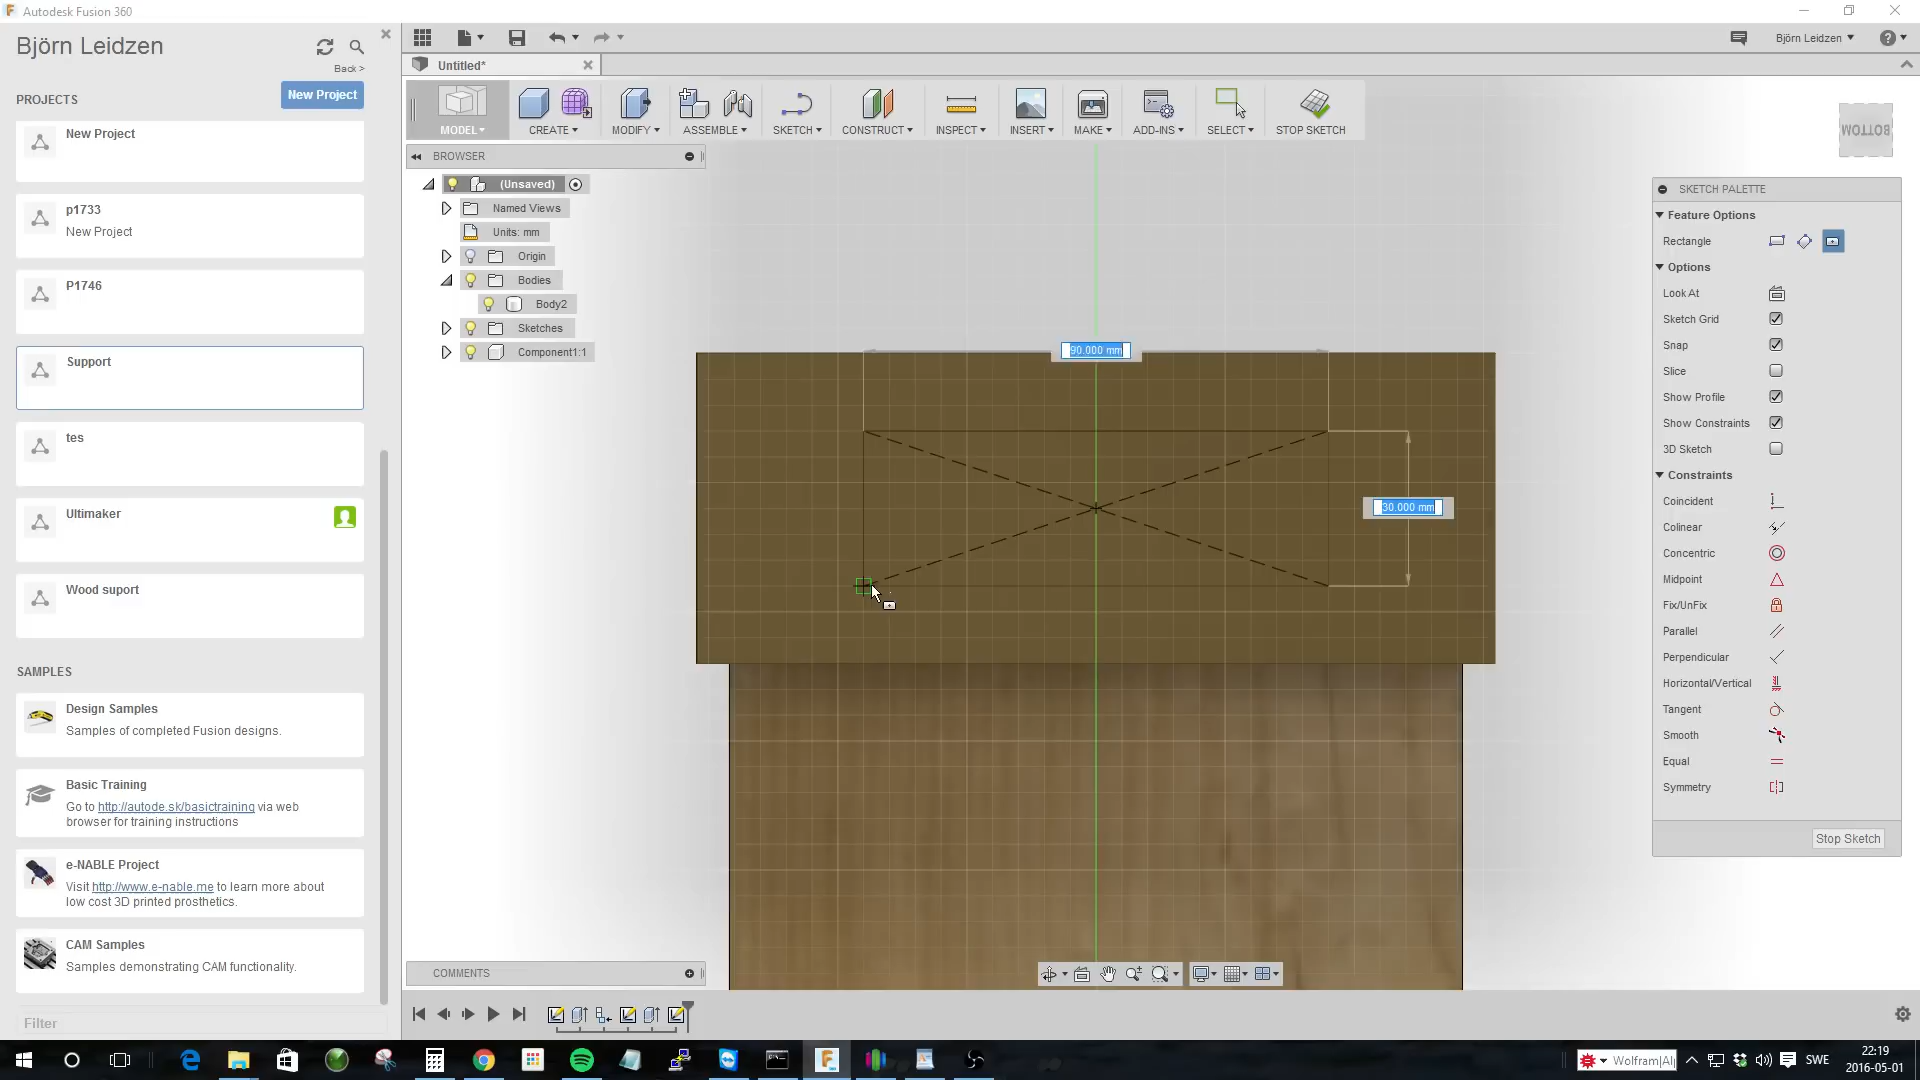 Autodesk Fusion 360
Björn Leidzen
Back >
PROJECTS
New Project
New Project
p1733
New Project
P1746
Support
tes
Ultimaker
Wood suport
SAMPLES
Design Samples
Samples of completed Fusion designs.
Basic Training
Go to http://autode.sk/basictraining via web
browser for training instructions
e-NABLE Project
Visit http://www.e-nable.me to learn more about
low cost 3D printed prosthetics.
CAM Samples
Samples demonstrating CAM functionality.
Filter
Björn Leidzen
Untitled*
MODEL
CREATE
MODIFY
ASSEMBLE
SKETCH
CONSTRUCT
INSPECT
INSERT
MAKE
ADD-INS
SELECT
STOP SKETCH
BROWSER
(Unsaved)
Named Views
Units: mm
Origin
Bodies
Body2
Sketches
Component1:1
90.000 mm
30.000 mm
BOTTOM
SKETCH PALETTE
Feature Options
Rectangle
Options
Look At
Sketch Grid
Snap
Slice
Show Profile
Show Constraints
3D Sketch
Constraints
Coincident
Colinear
Concentric
Midpoint
Fix/UnFix
Parallel
Perpendicular
Horizontal/Vertical
Tangent
Smooth
Equal
Symmetry
Stop Sketch
COMMENTS
Wolfram|Al
SWE
22:19
2016-05-01